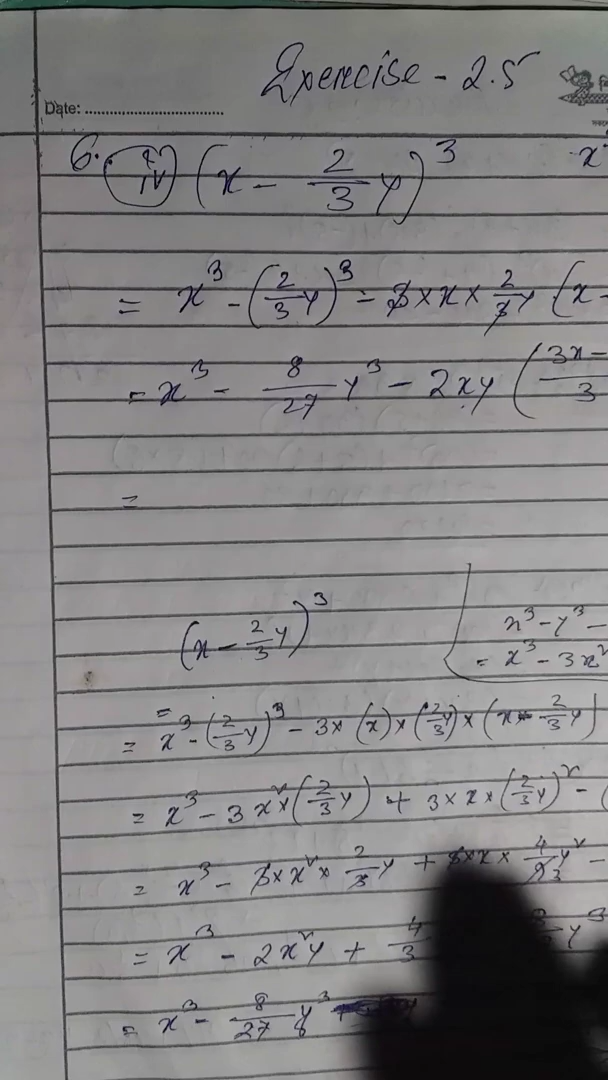 Exercise - 2.5
Date: ................................
6. iv) (x - 2/3 y)^3 x
= x^3 - (2/3 y)^3 - 3 × x × 2/3 y (x -
= x^3 - 8/27 y^3 - 2xy (3x - / 3
=
(x - 2/3 y)^3
x^3 - y^3 -
= x^3 - 3x^2
=
= x^3 - (2/3 y)^3 - 3 × (x) × (2/3 y) × (x - 2/3 y)
= x^3 - 3 x^2 × (2/3 y) + 3 × x × (2/3 y)^2 - (
= x^3 - 3 × x^2 × 2/3 y + 3 × x × 4/9 y^2 -
= x^3 - 2x^2y + 4/3 y^3
= x^3 - 8/27 y^3